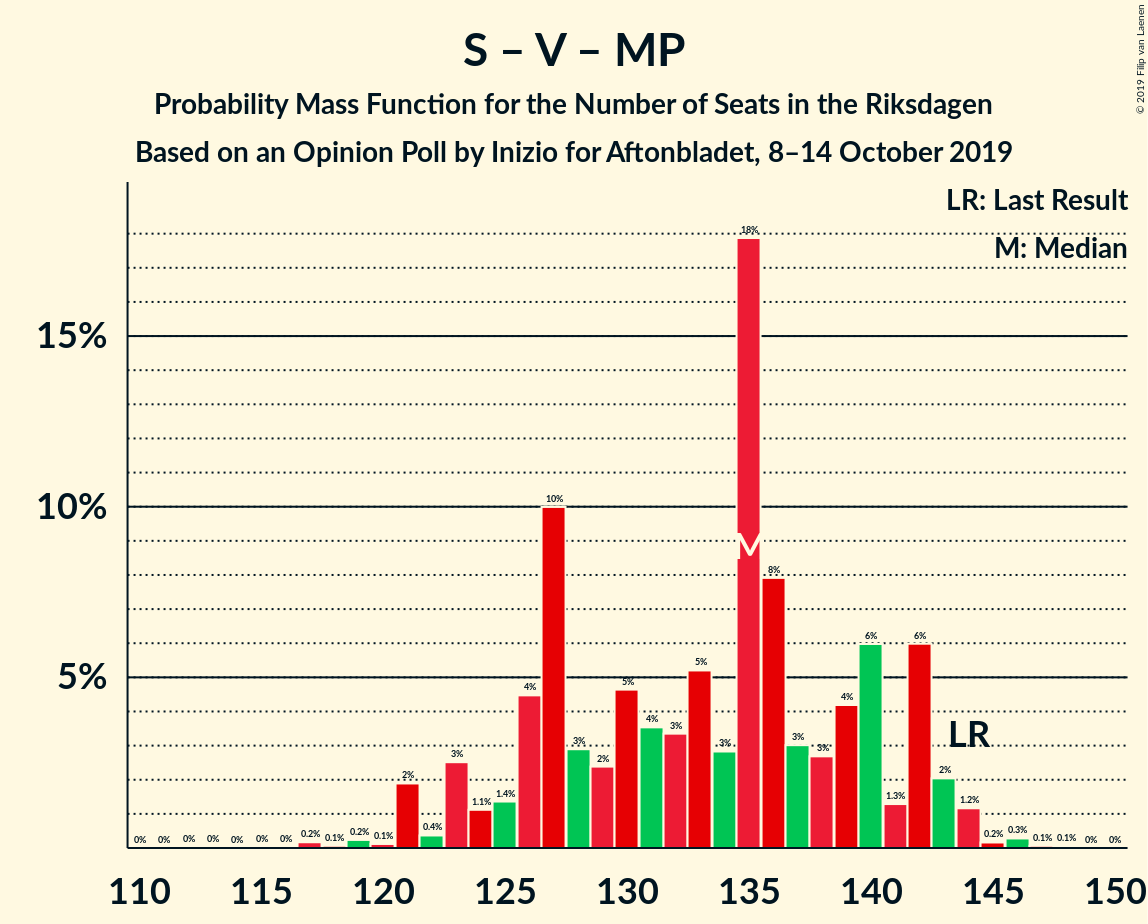 S – V – MP
Probability Mass Function for the Number of Seats in the Riksdagen
Based on an Opinion Poll by Inizio for Aftonbladet, 8–14 October 2019
© 2019 Filip van Laenen
LR: Last Result
M: Median
15%
10%
5%
0% 0% 0% 0% 0% 0% 0% 0.2% 0.1% 0.2% 0.1% 2% 0.4% 3% 1.1% 1.4% 4% 10% 3% 2% 5% 4% 3% 5% 3% 18% 8% 3% 3% 4% 6% 1.3% 6% 2% 1.2% 0.2% 0.3% 0.1% 0.1% 0% 0%
M
LR
110 115 120 125 130 135 140 145 150